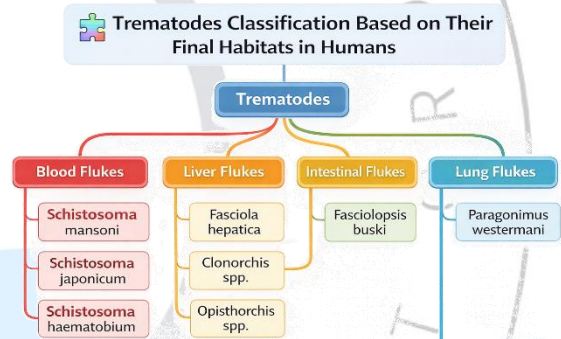 Trematodes Classification Based on Their
Final Habitats in Humans
Trematodes
Blood Flukes
Liver Flukes
Intestinal Flukes
Lung Flukes
Schistosoma
mansoni
Schistosoma
japonicum
Schistosoma
haematobium
Fasciola
hepatica
Clonorchis
spp.
Opisthorchis
spp.
Fasciolopsis
buski
Paragonimus
westermani